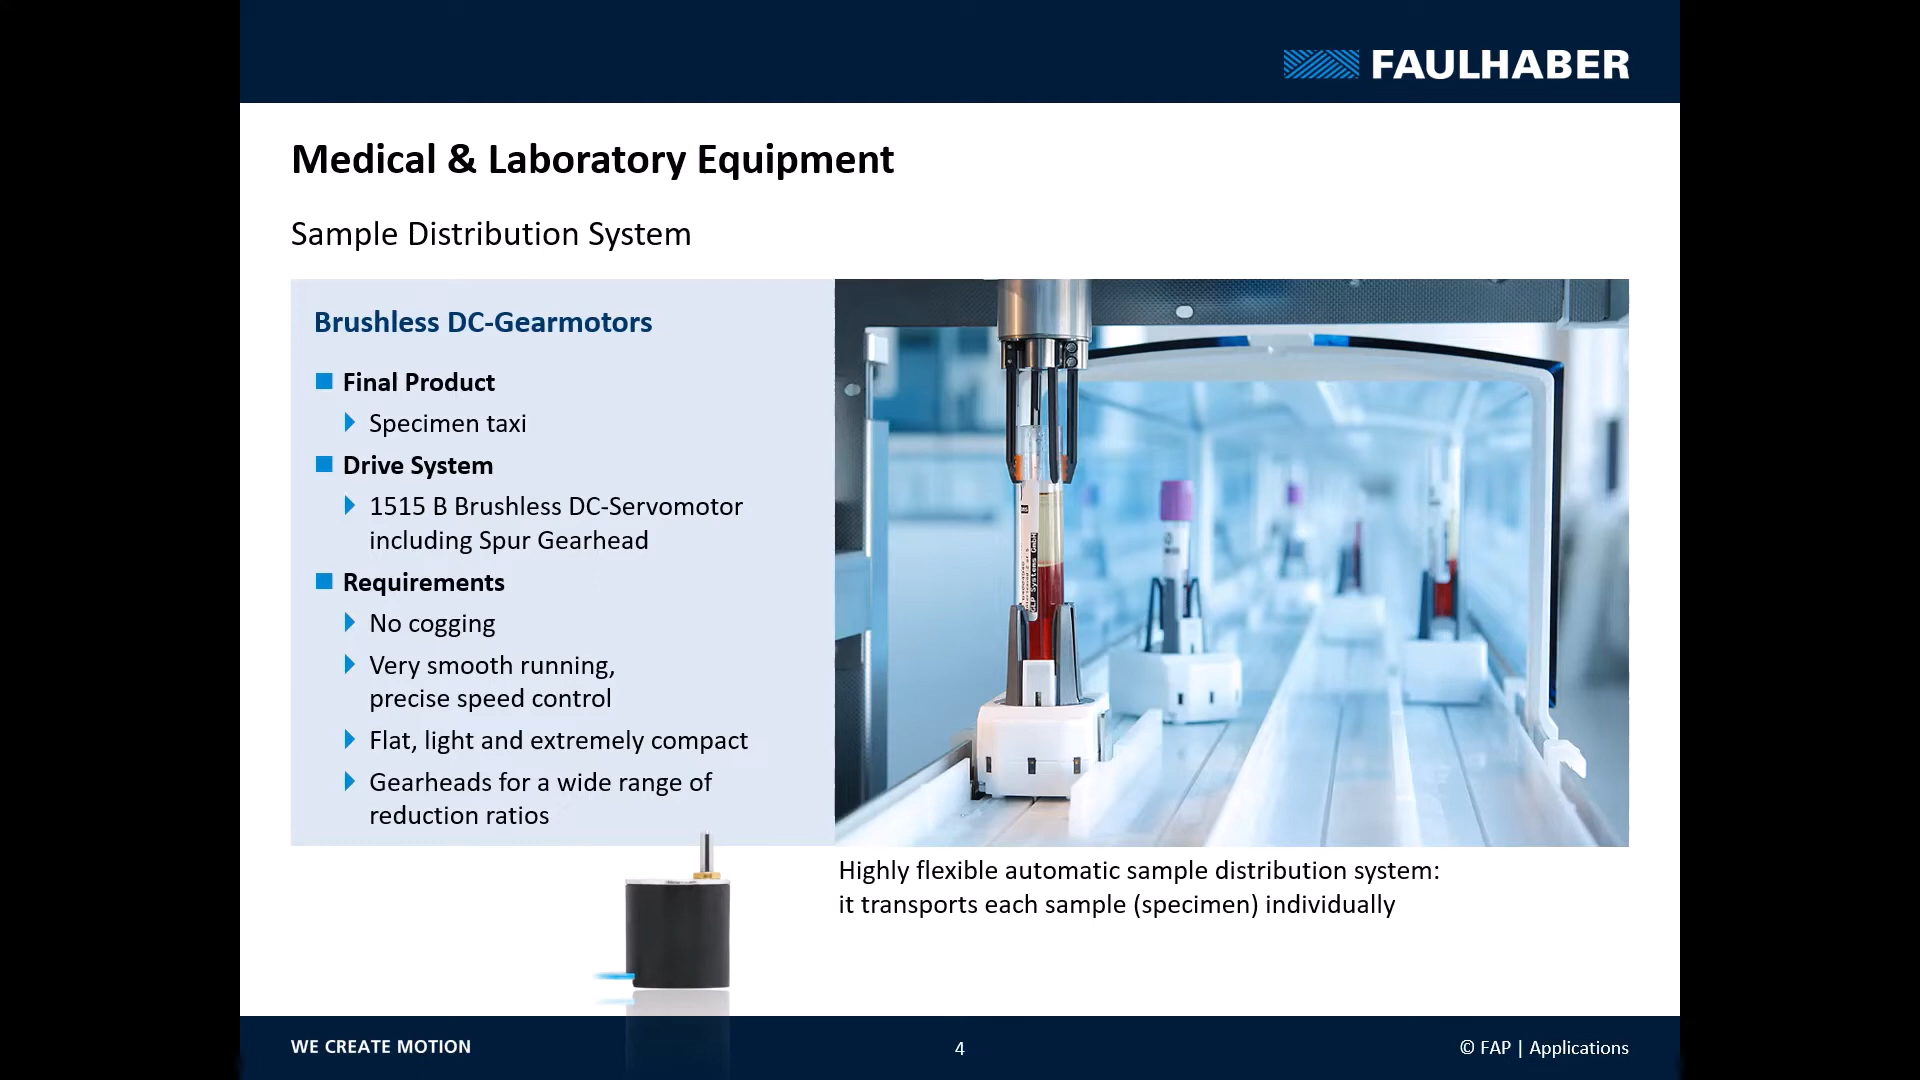 FAULHABER
Medical & Laboratory Equipment
Sample Distribution System
Brushless DC-Gearmotors
Final Product
Specimen taxi
Drive System
1515 B Brushless DC-Servomotor
including Spur Gearhead
Requirements
No cogging
Very smooth running,
precise speed control
Flat, light and extremely compact
Gearheads for a wide range of
reduction ratios
Highly flexible automatic sample distribution system:
it transports each sample (specimen) individually
WE CREATE MOTION
4
© FAP | Applications